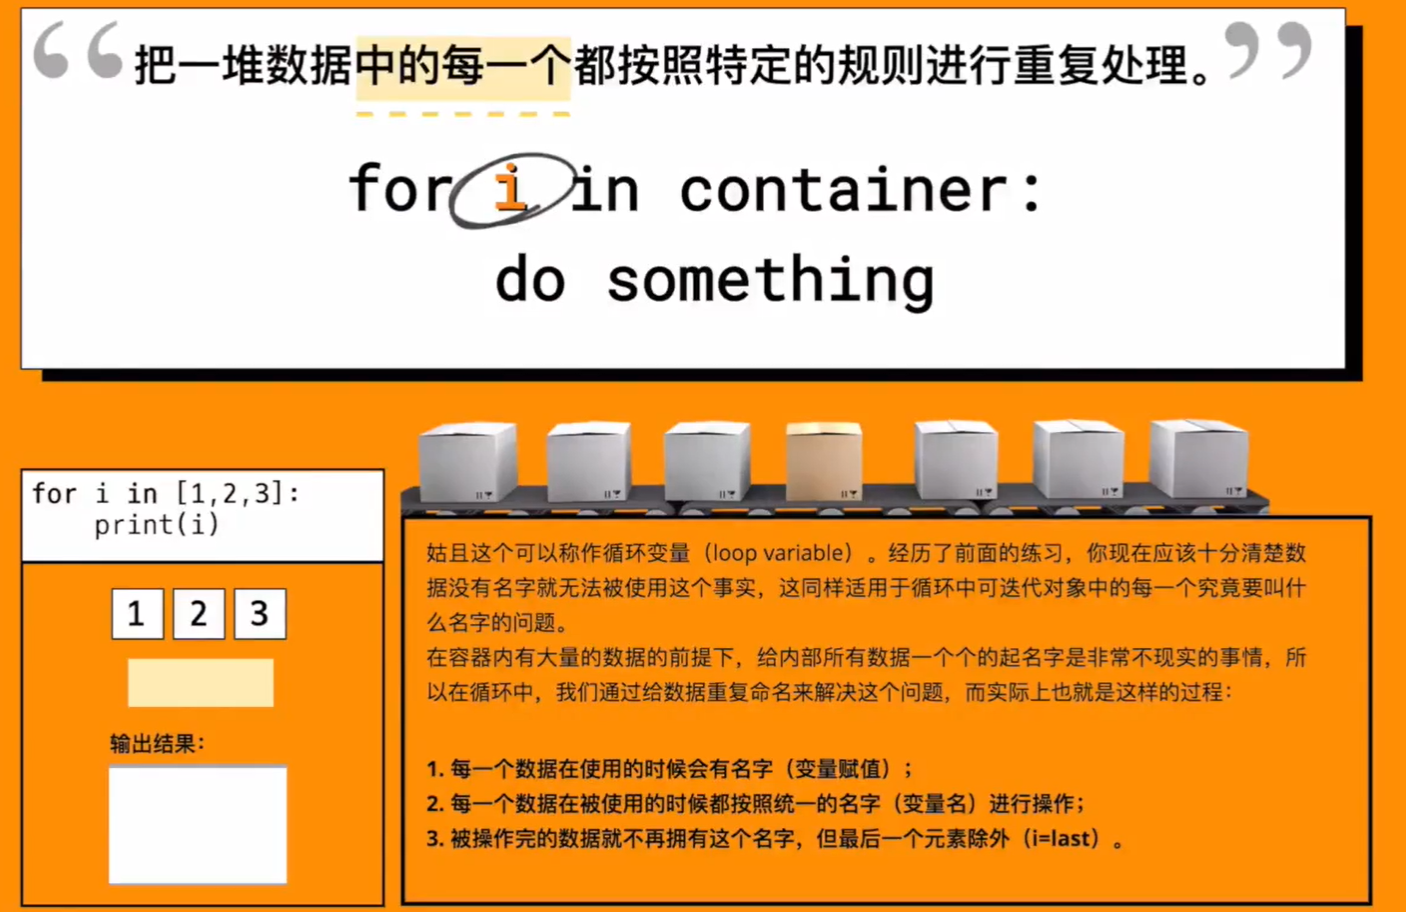 “把一堆数据中的每一个都按照特定的规则进行重复处理。”
for i in container:
do something
for i in [1,2,3]:
print(i)
1 2 3
输出结果：
姑且这个可以称作循环变量（loop variable）。经历了前面的练习，你现在应该十分清楚数
据没有名字就无法被使用这个事实，这同样适用于循环中可迭代对象中的每一个究竟要叫什
么名字的问题。
在容器内有大量的数据的前提下，给内部所有数据一个个的起名字是非常不现实的事情，所
以在循环中，我们通过给数据重复命名来解决这个问题，而实际上也就是这样的过程：
1. 每一个数据在使用的时候会有名字（变量赋值）；
2. 每一个数据在被使用的时候都按照统一的名字（变量名）进行操作；
3. 被操作完的数据就不再拥有这个名字，但最后一个元素除外（i=last）。